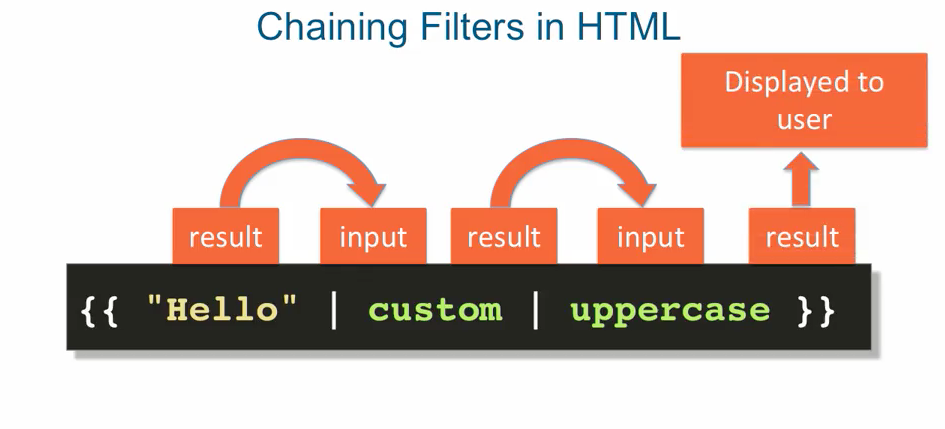 Chaining Filters in HTML
Displayed to
user
result
input
result
input
result
{{ "Hello" | custom | uppercase }}